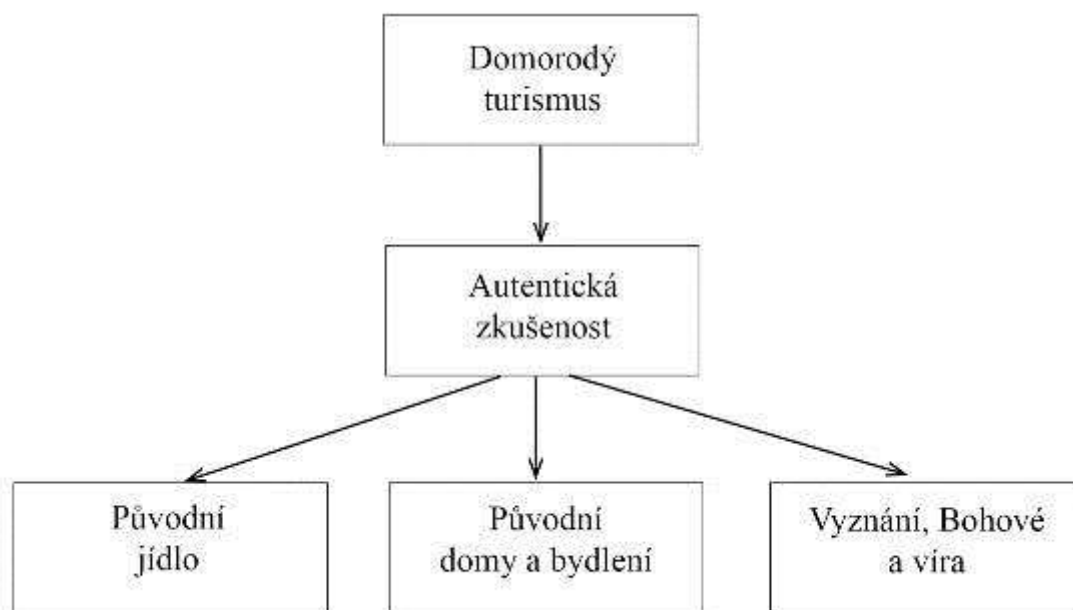 Domorodý
turismus
Autentická
zkušenost
Původní
jídlo
Původní
domy a bydlení
Vyznání, Bohové
a víra